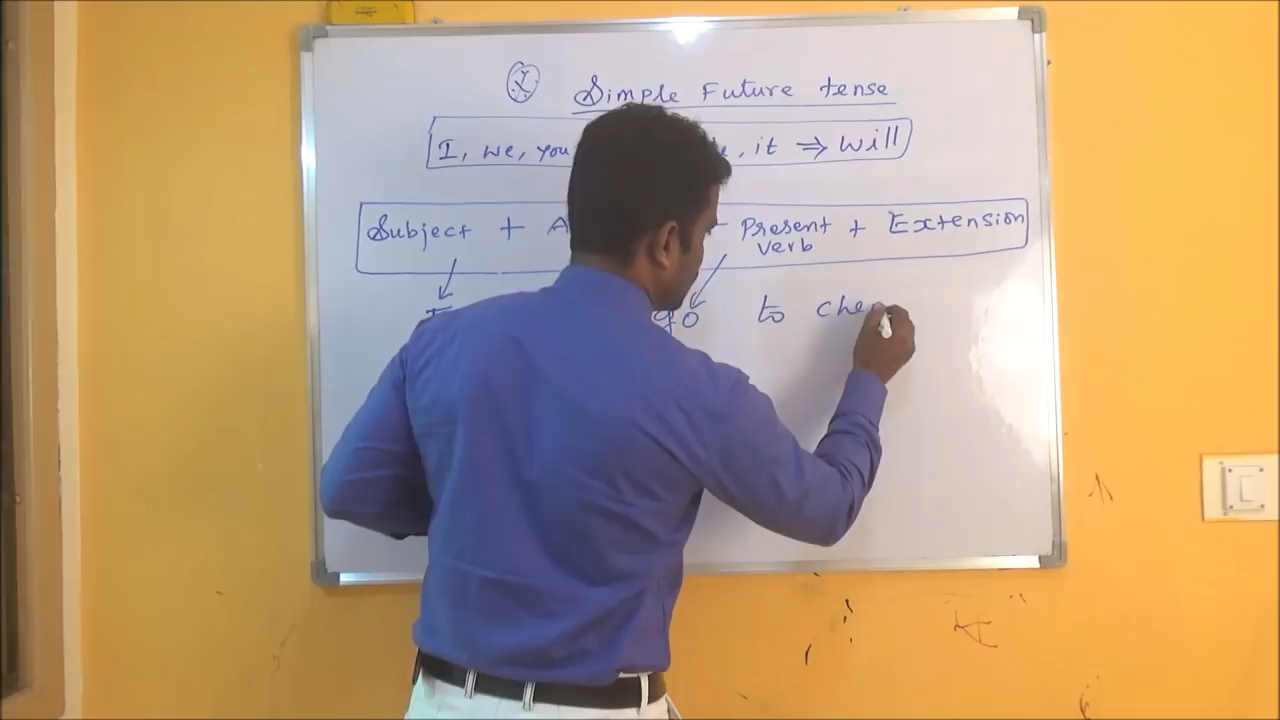 Simple Future tense
I, we, you , it ⇒ will
Subject + Present verb + Extension
go to che